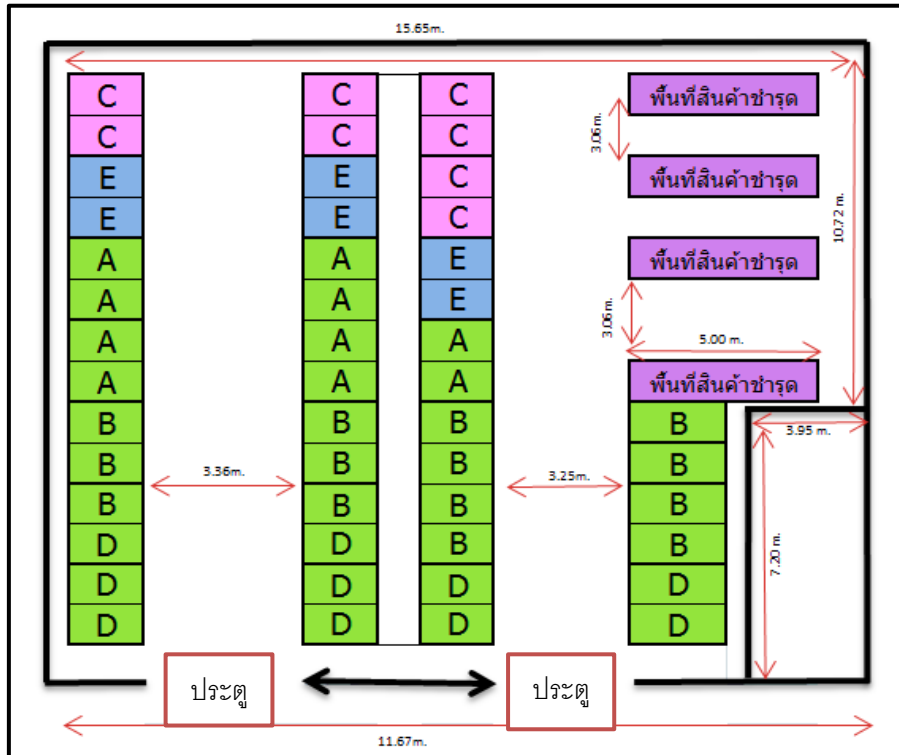 15.65m.
C C C พื้นที่สินค้าชำรุด
C C C
3.06m.
E E C พื้นที่สินค้าชำรุด
E E C
10.72 m.
A A E พื้นที่สินค้าชำรุด
A A E
3.06m.
A A A
5.00 m.
A A A พื้นที่สินค้าชำรุด
B B B B
3.95 m.
B B B B
3.36m. 3.25m.
B B B B
D D B B
7.20 m.
D D D D
D D D D
ประตู ประตู
11.67m.